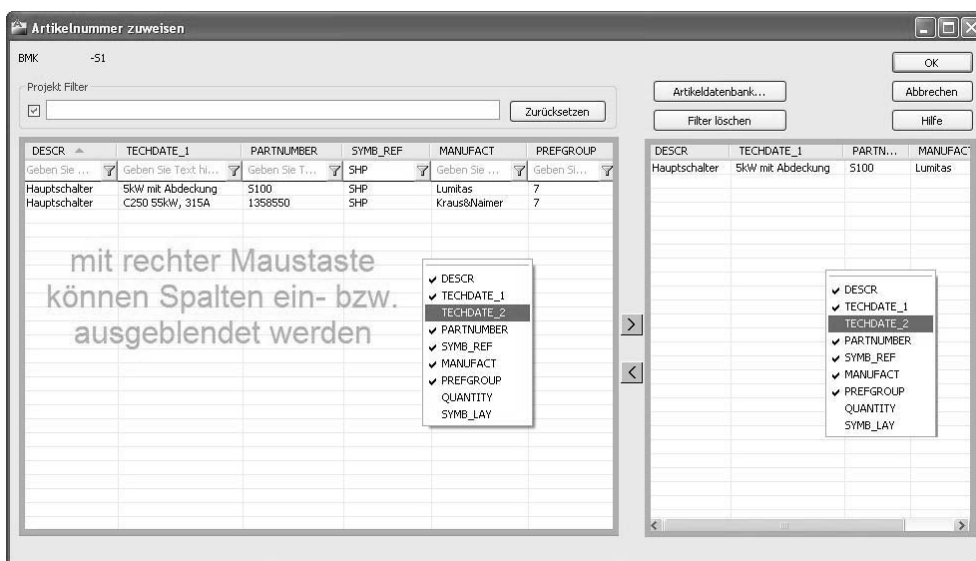 Artikelnummer zuweisen
BMK -S1
OK
Projekt Filter
Artikeldatenbank...
Abbrechen
Zurücksetzen
Filter löschen
Hilfe
DESCR TECHDATE_1 PARTNUMBER SYMB_REF MANUFACT PREFGROUP
Geben Sie ... Geben Sie Text hi... Geben Sie T... SHP Geben Sie ... Geben Si...
Hauptschalter 5kW mit Abdeckung S100 SHP Lumitas 7
Hauptschalter C250 55kW, 315A 1358550 SHP Kraus&Naimer 7
mit rechter Maustaste
können Spalten ein- bzw.
ausgeblendet werden
DESCR
TECHDATE_1
TECHDATE_2
PARTNUMBER
SYMB_REF
MANUFACT
PREFGROUP
QUANTITY
SYMB_LAY
>
<
DESCR TECHDATE_1 PARTN... MANUFACT
Hauptschalter 5kW mit Abdeckung S100 Lumitas
DESCR
TECHDATE_1
TECHDATE_2
PARTNUMBER
SYMB_REF
MANUFACT
PREFGROUP
QUANTITY
SYMB_LAY